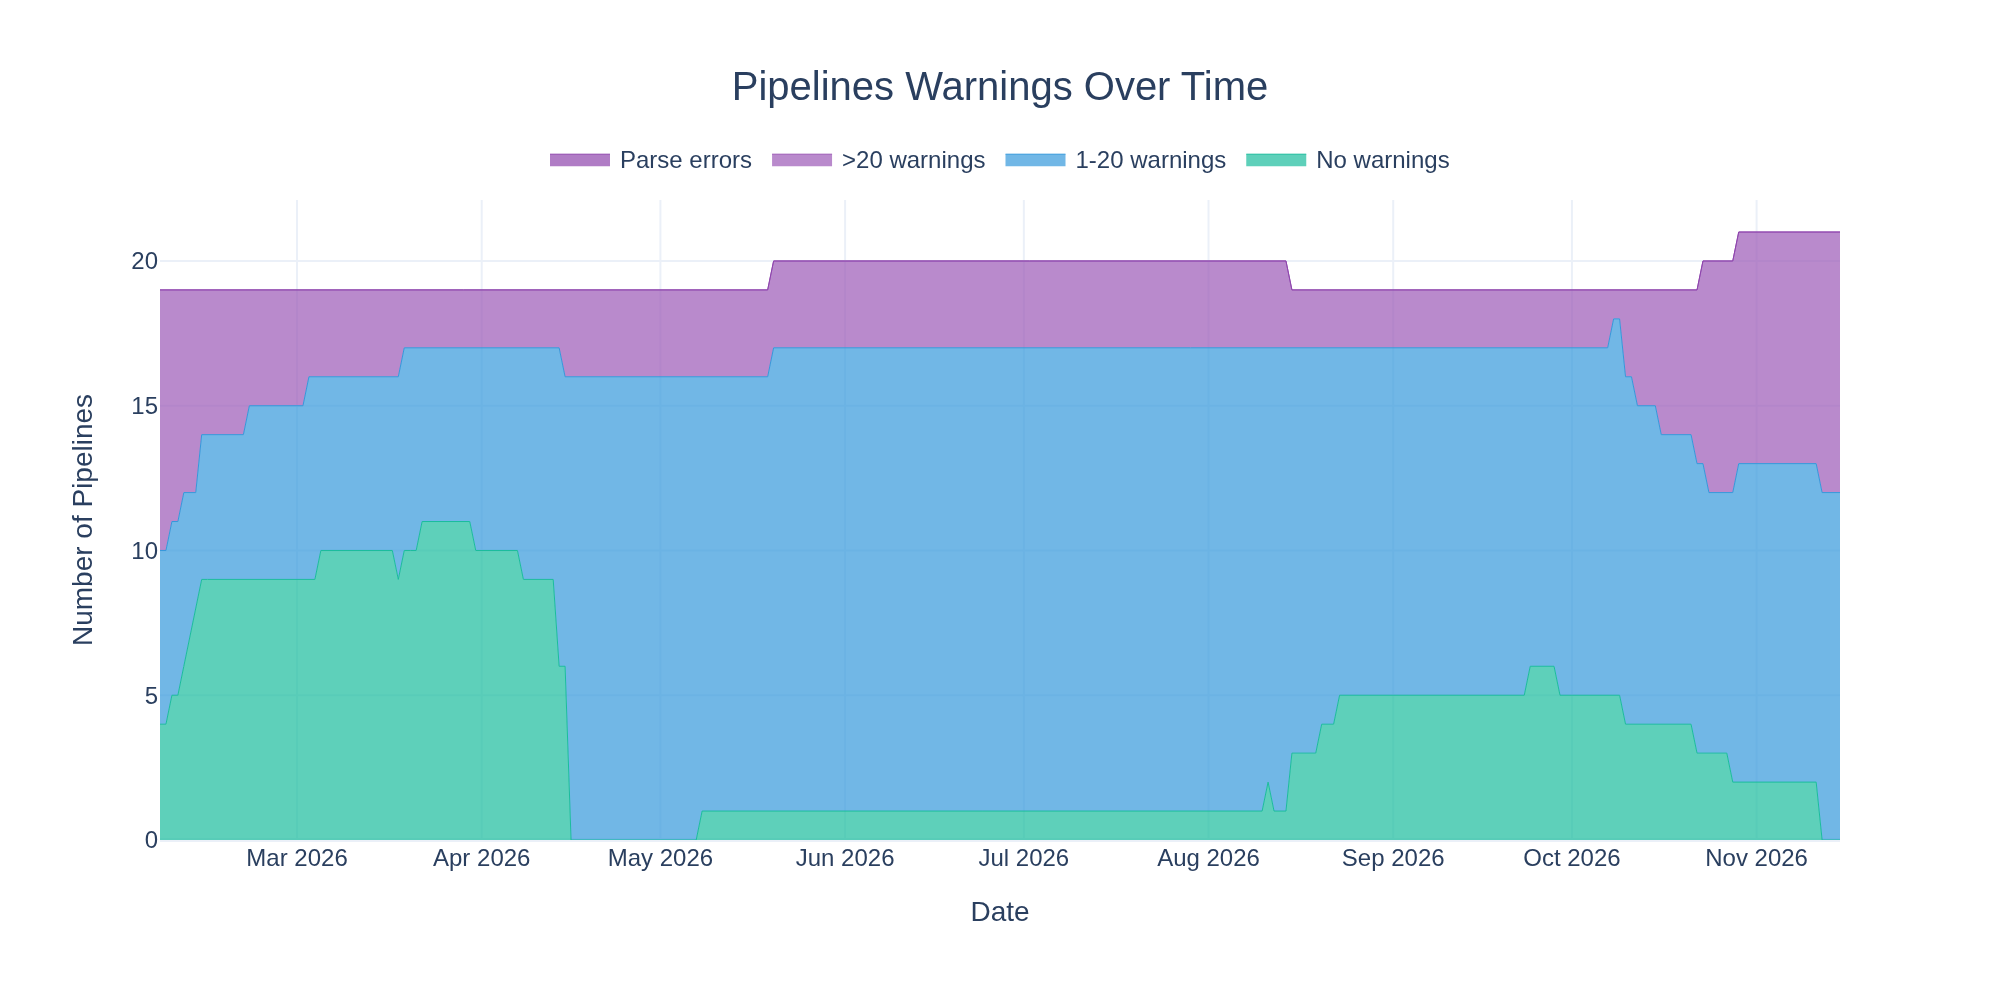 Pipelines Warnings Over Time
Parse errors >20 warnings 1-20 warnings No warnings
Number of Pipelines
20
15
10
5
0
Mar 2026 Apr 2026 May 2026 Jun 2026 Jul 2026 Aug 2026 Sep 2026 Oct 2026 Nov 2026
Date